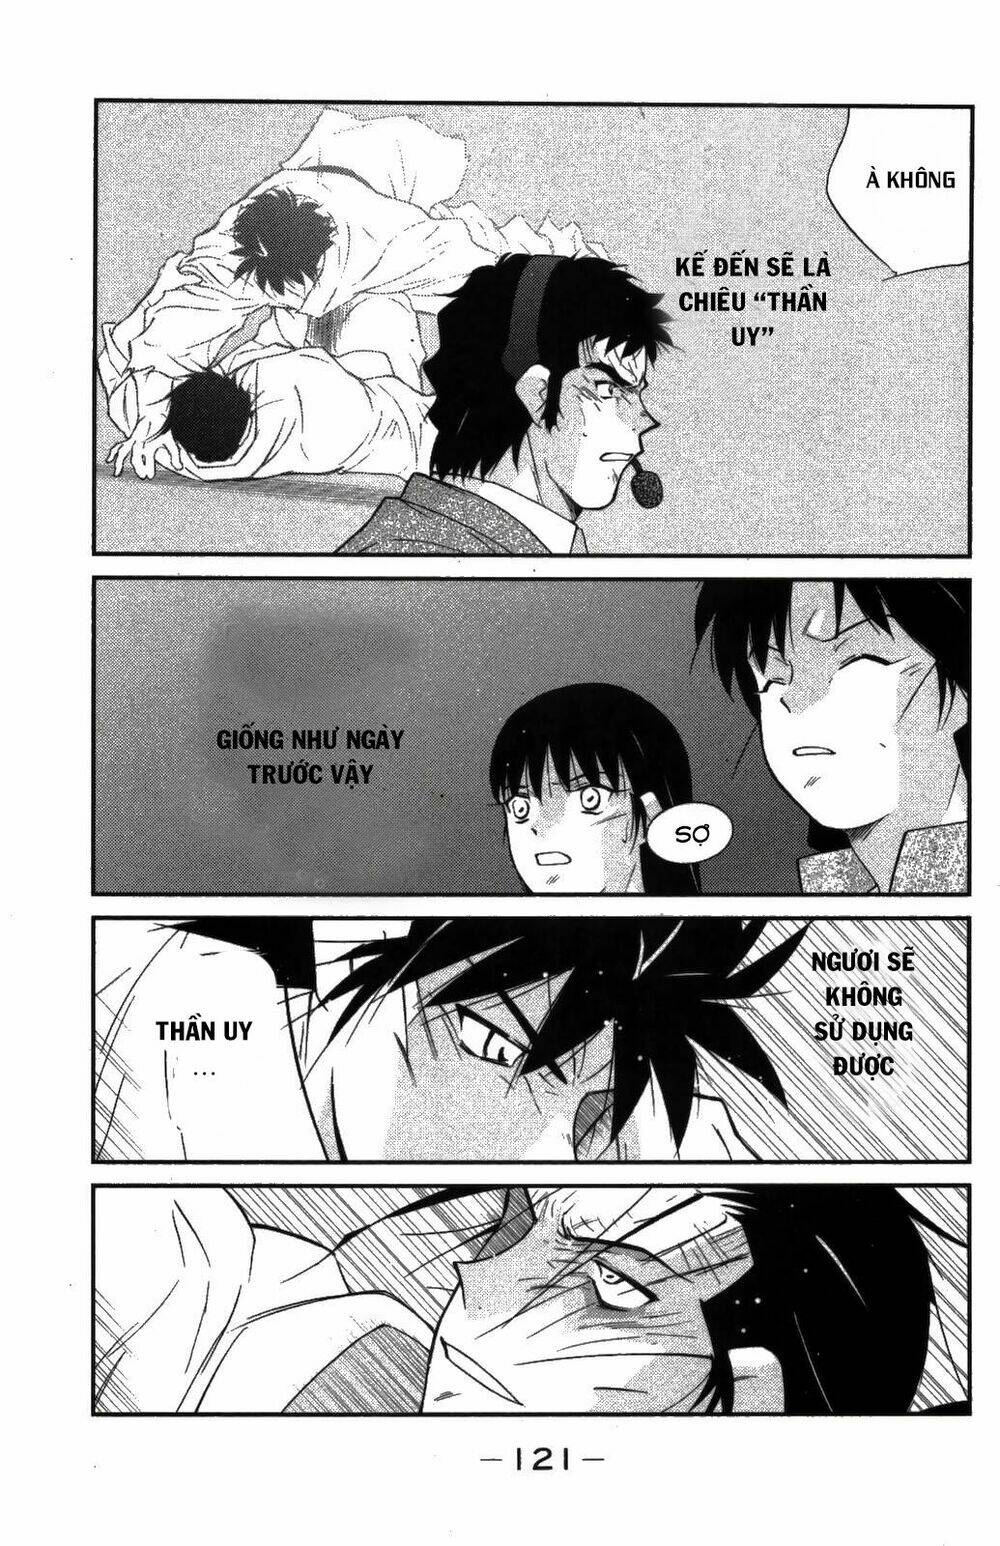 À KHÔNG
KẾ ĐẾN SẼ LÀ
CHIÊU “THẦN
UY”
SỢ
GIỐNG NHƯ NGÀY
TRƯỚC VẬY
NGƯƠI SẼ
KHÔNG
SỬ DỤNG
ĐƯỢC
THẦN UY
...
–121–